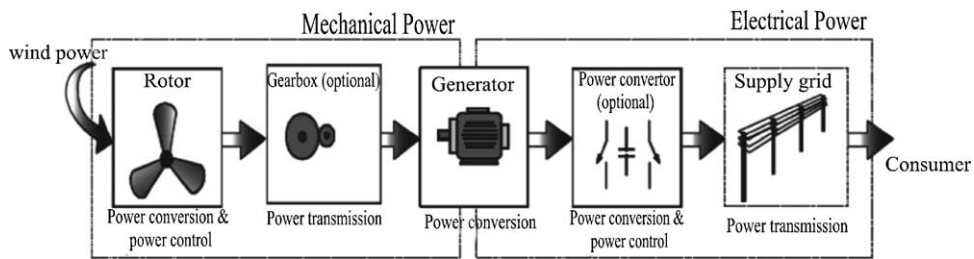 Mechanical Power
Electrical Power
wind power
Rotor
Gearbox (optional)
Generator
Power convertor
(optional)
Supply grid
Consumer
Power conversion &
power control
Power transmission
Power conversion
Power conversion &
power control
Power transmission